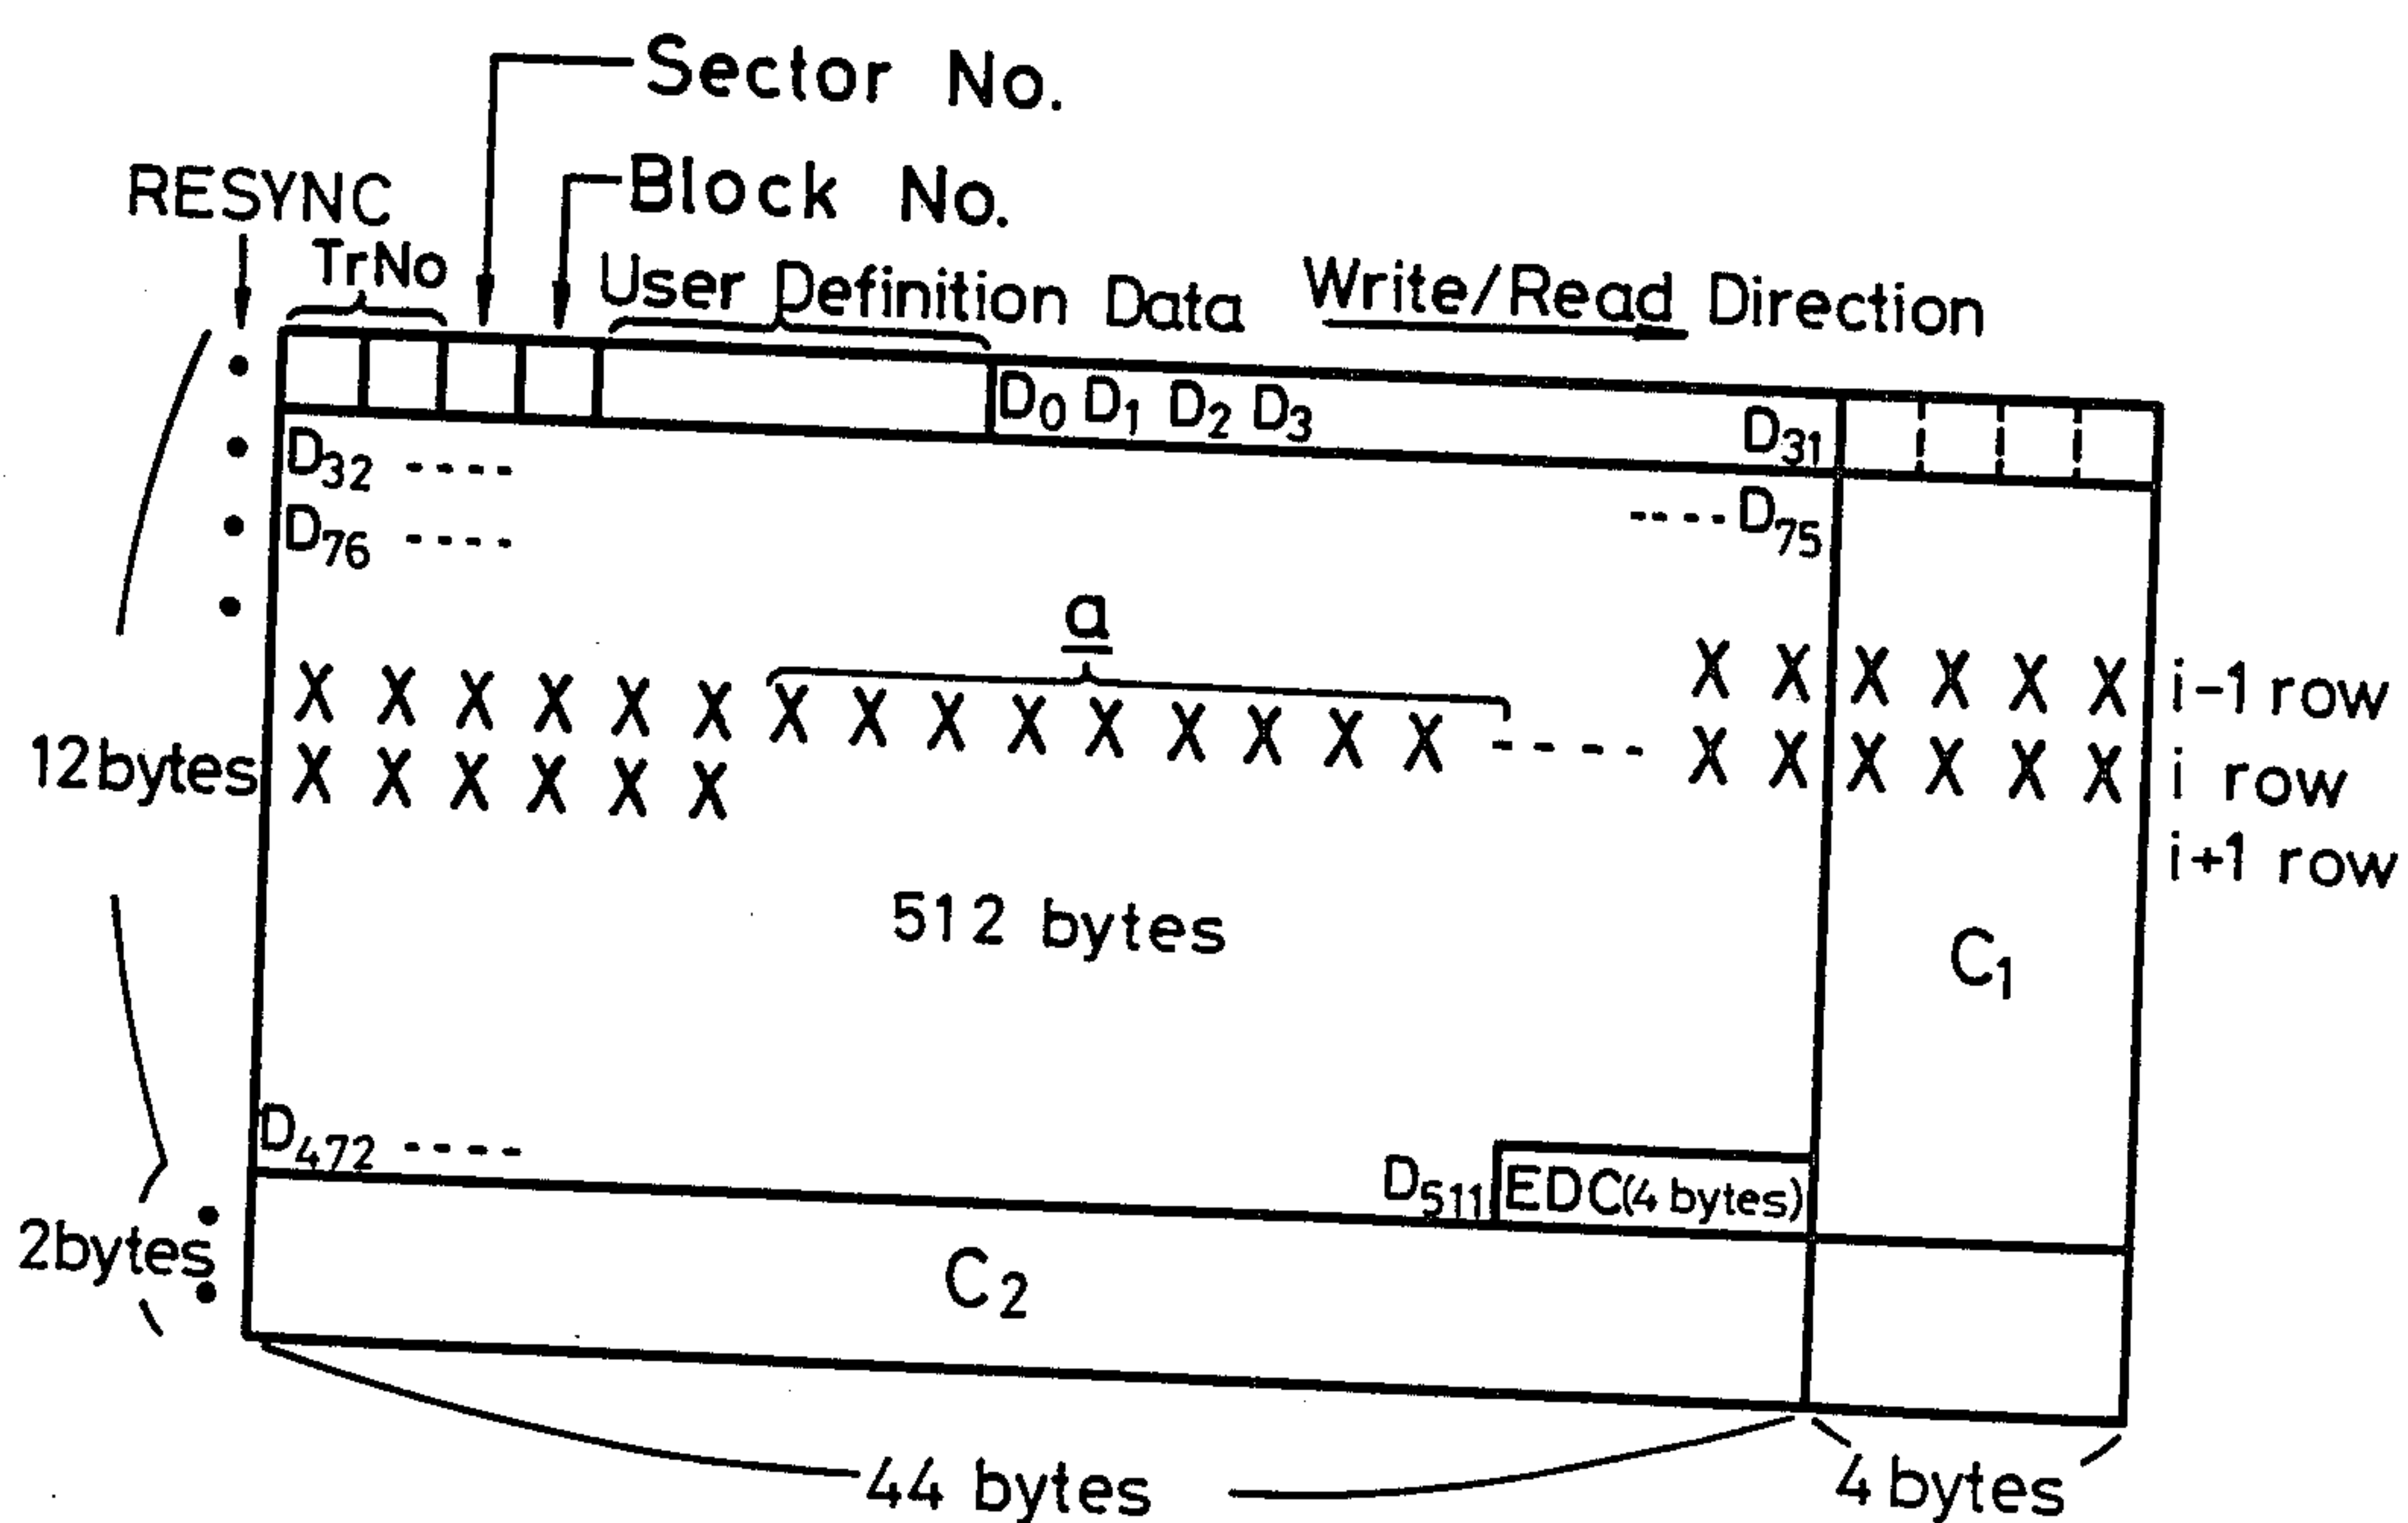 Sector No.
RESYNC
Block No.
TrNo
User Definition Data
Write/Read Direction
D0 D1 D2 D3 D31
D32 ----
----D75
D76 ----
a
X X X X X X X X X X X X X X X ---- X X X X X X i-1 row
X X X X X X X X X X X X i row
i+1 row
12bytes
512 bytes
C1
D472 ----
D511 EDC(4 bytes)
2bytes
C2
44 bytes
4 bytes